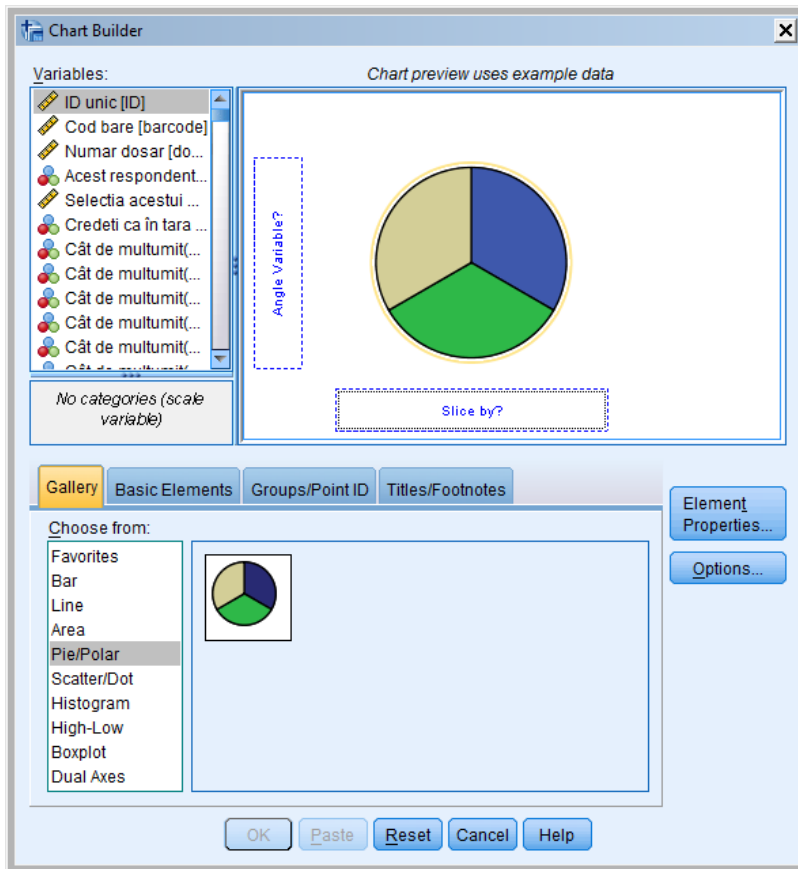 Chart Builder
Variables:
Chart preview uses example data
ID unic [ID]
Cod bare [barcode]
Numar dosar [do...
Acest respondent...
Selectia acestui ...
Credeti ca în tara ...
Cât de multumit(...
Cât de multumit(...
Cât de multumit(...
Cât de multumit(...
Cât de multumit(...
Cât de multumit(...
No categories (scale
variable)
Angle Variable?
Slice by?
Gallery
Basic Elements
Groups/Point ID
Titles/Footnotes
Choose from:
Favorites
Bar
Line
Area
Pie/Polar
Scatter/Dot
Histogram
High-Low
Boxplot
Dual Axes
Element
Properties...
Options...
OK
Paste
Reset
Cancel
Help